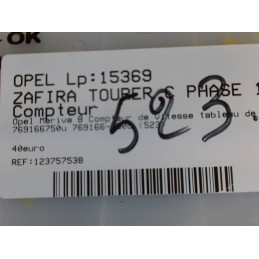 OK
OPEL Lp:15369
ZAFIRA TOURER C PHASE 1
Compteur
523
Opel Meriva B Compteur de Vitesse tableau de
769166750u 769166- (523)
40euro
REF:123757538